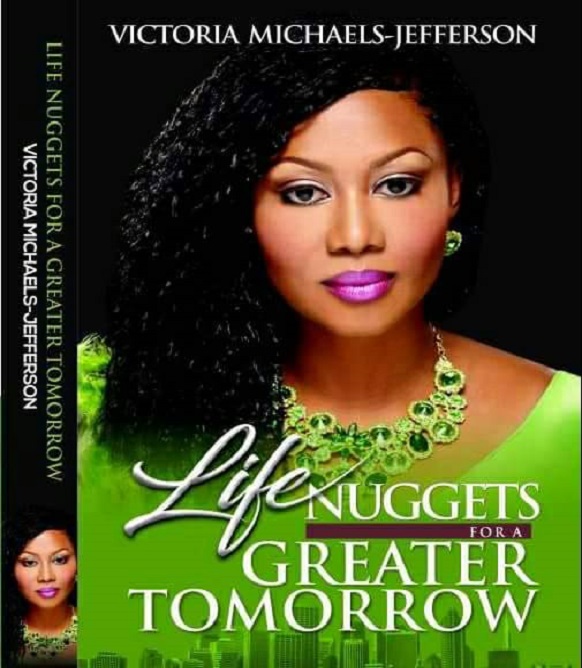 VICTORIA MICHAELS-JEFFERSON
Life NUGGETS
FOR A
GREATER
TOMORROW
LIFE NUGGETS FOR A GREATER TOMORROW
VICTORIA MICHAELS-JEFFERSON